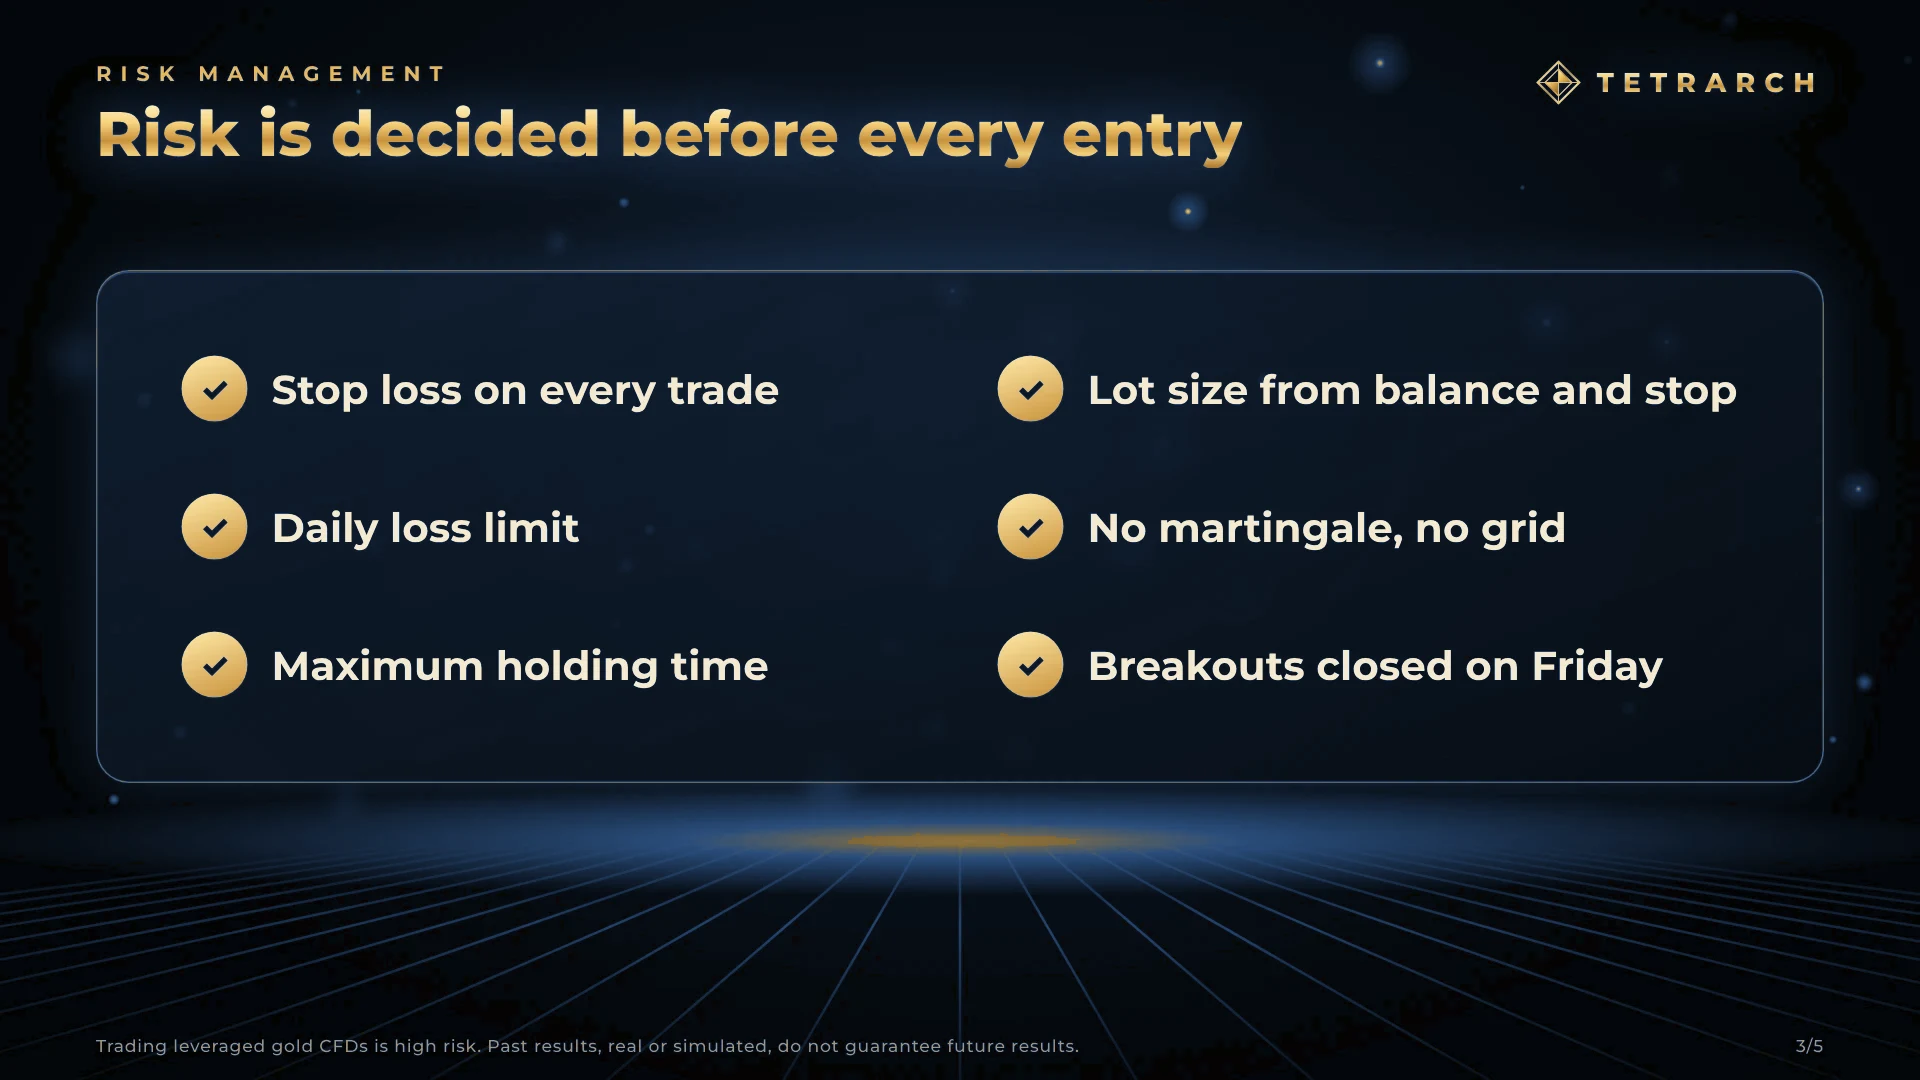 RISK MANAGEMENT
TETRARCH
Risk is decided before every entry
Stop loss on every trade
Lot size from balance and stop
Daily loss limit
No martingale, no grid
Maximum holding time
Breakouts closed on Friday
Trading leveraged gold CFDs is high risk. Past results, real or simulated, do not guarantee future results.
3/5